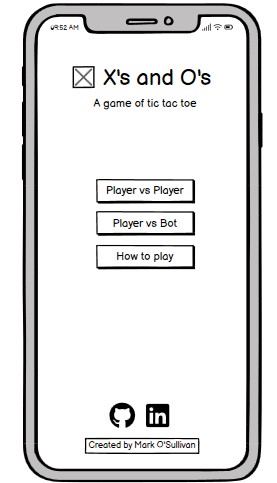 9:52 AM
X's and O's
A game of tic tac toe
Player vs Player
Player vs Bot
How to play
in
Created by Mark O'Sullivan